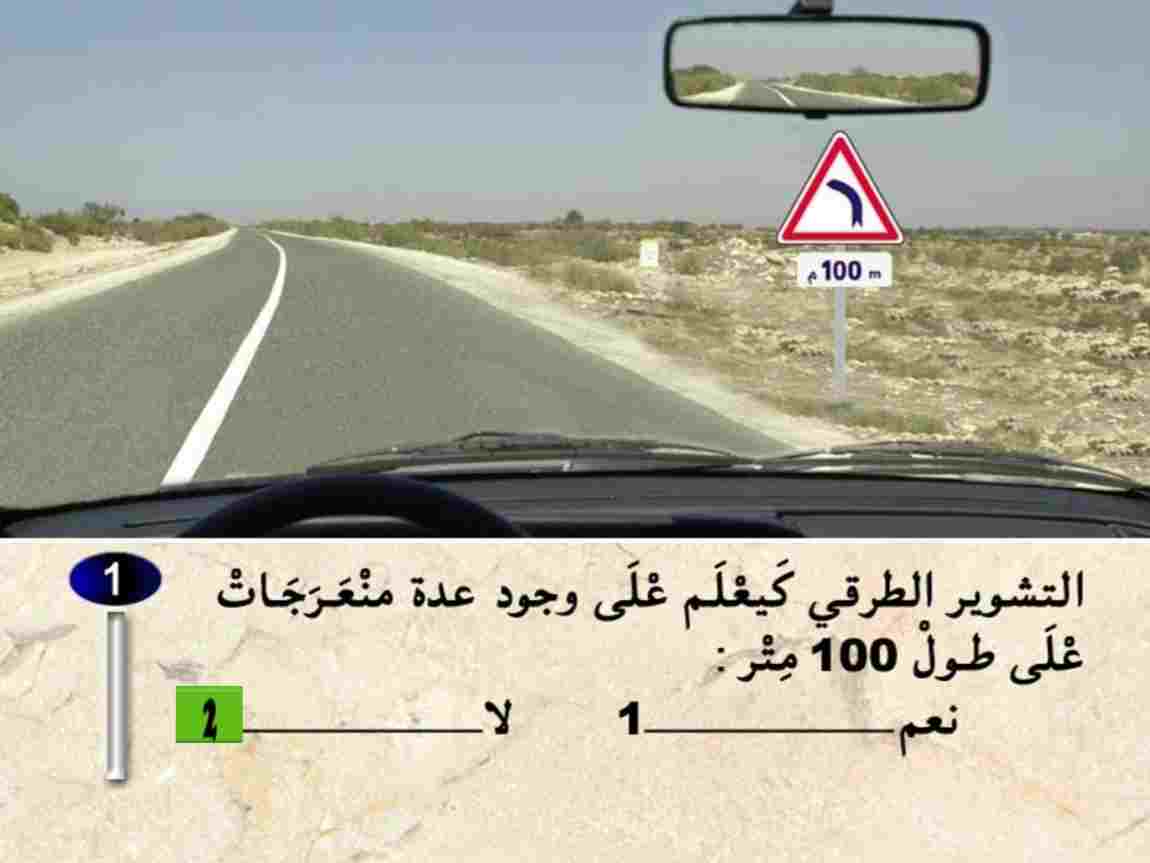 م 100 m
1
التشوير الطرقي كَيعْلَم عْلَى وجود عدة منْعَرَجَاتْ
عْلَى طولْ 100 مِتْر :
نعم 1 لا 2